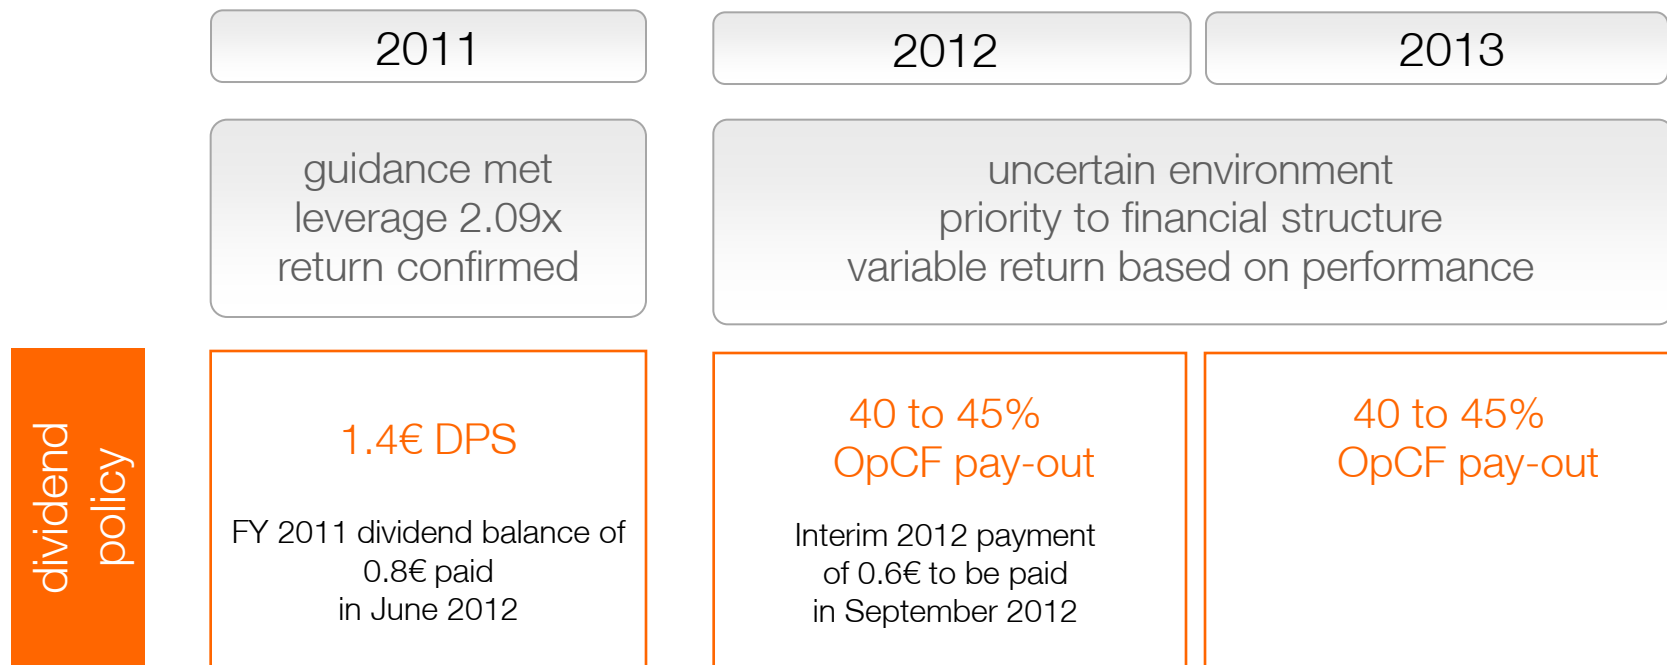 2011
2012
2013
guidance met
leverage 2.09x
return confirmed
uncertain environment
priority to financial structure
variable return based on performance
dividend
policy
1.4€ DPS
FY 2011 dividend balance of
0.8€ paid
in June 2012
40 to 45%
OpCF pay-out
Interim 2012 payment
of 0.6€ to be paid
in September 2012
40 to 45%
OpCF pay-out